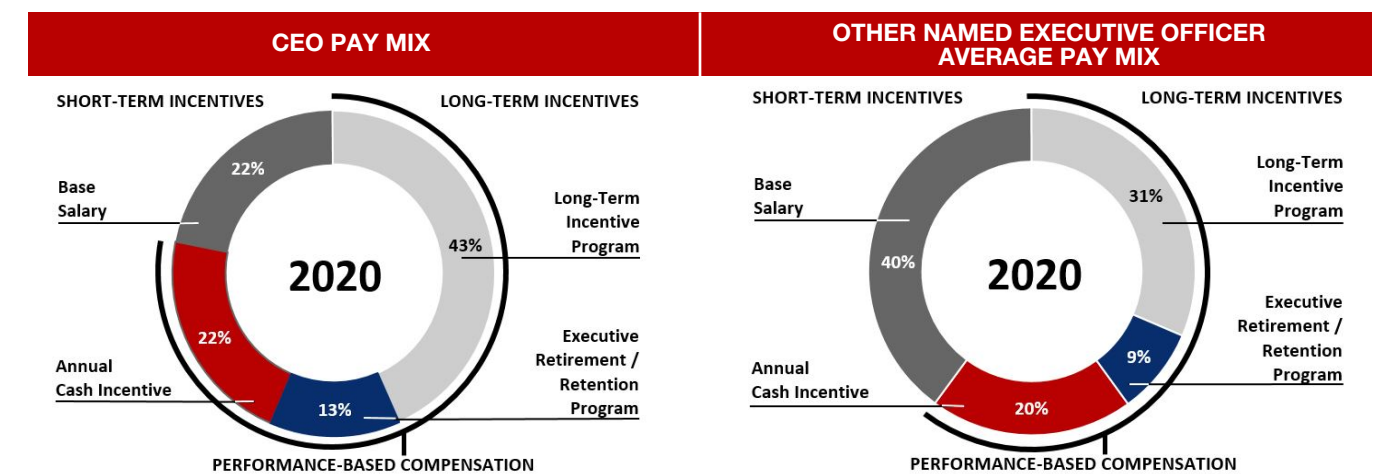 CEO PAY MIX
SHORT-TERM INCENTIVES
LONG-TERM INCENTIVES
22%
Base
Salary
Long-Term
Incentive
Program
43%
2020
22%
Annual
Cash Incentive
Executive
Retirement /
Retention
Program
13%
PERFORMANCE-BASED COMPENSATION
OTHER NAMED EXECUTIVE OFFICER
AVERAGE PAY MIX
SHORT-TERM INCENTIVES
LONG-TERM INCENTIVES
Base
Salary
Long-Term
Incentive
Program
31%
40%
2020
Executive
Retirement /
Retention
Program
9%
Annual
Cash Incentive
20%
PERFORMANCE-BASED COMPENSATION